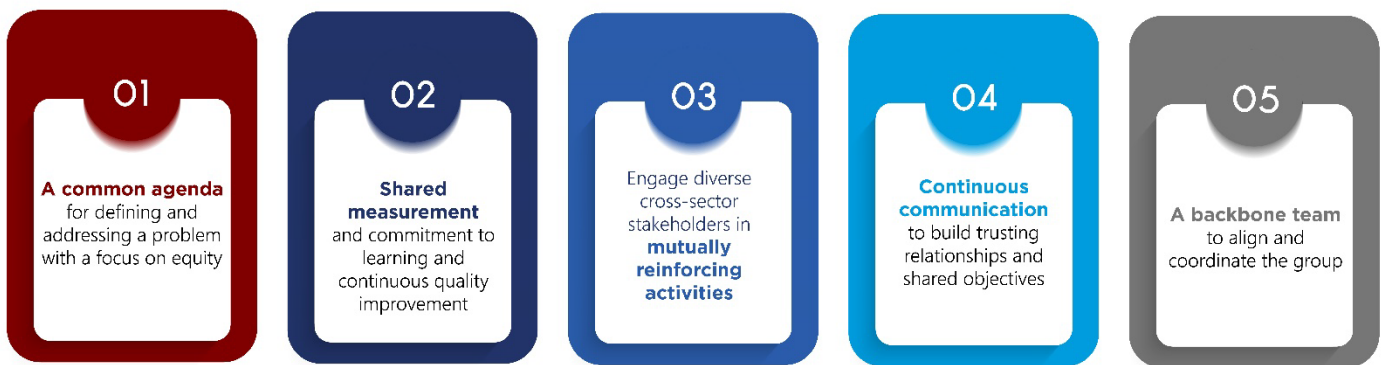 01
A common agenda
for defining and
addressing a problem
with a focus on equity
02
Shared
measurement
and commitment to
learning and
continuous quality
improvement
03
Engage diverse
cross-sector
stakeholders in
mutually
reinforcing
activities
04
Continuous
communication
to build trusting
relationships and
shared objectives
05
A backbone team
to align and
coordinate the group